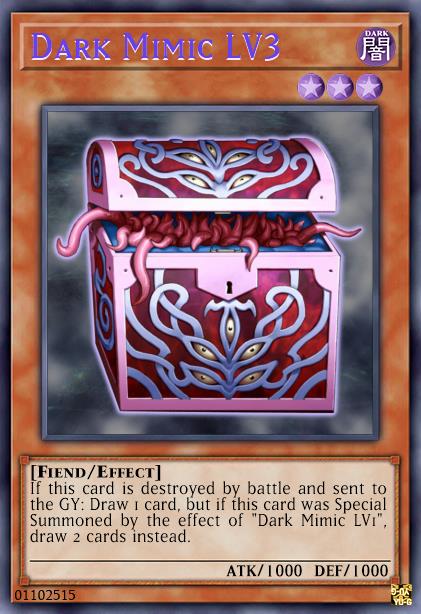 DARK MIMIC LV3
DARK
闇
[FIEND/EFFECT]
If this card is destroyed by battle and sent to
the GY: Draw 1 card, but if this card was Special
Summoned by the effect of "Dark Mimic LV1",
draw 2 cards instead.
ATK/1000 DEF/1000
01102515